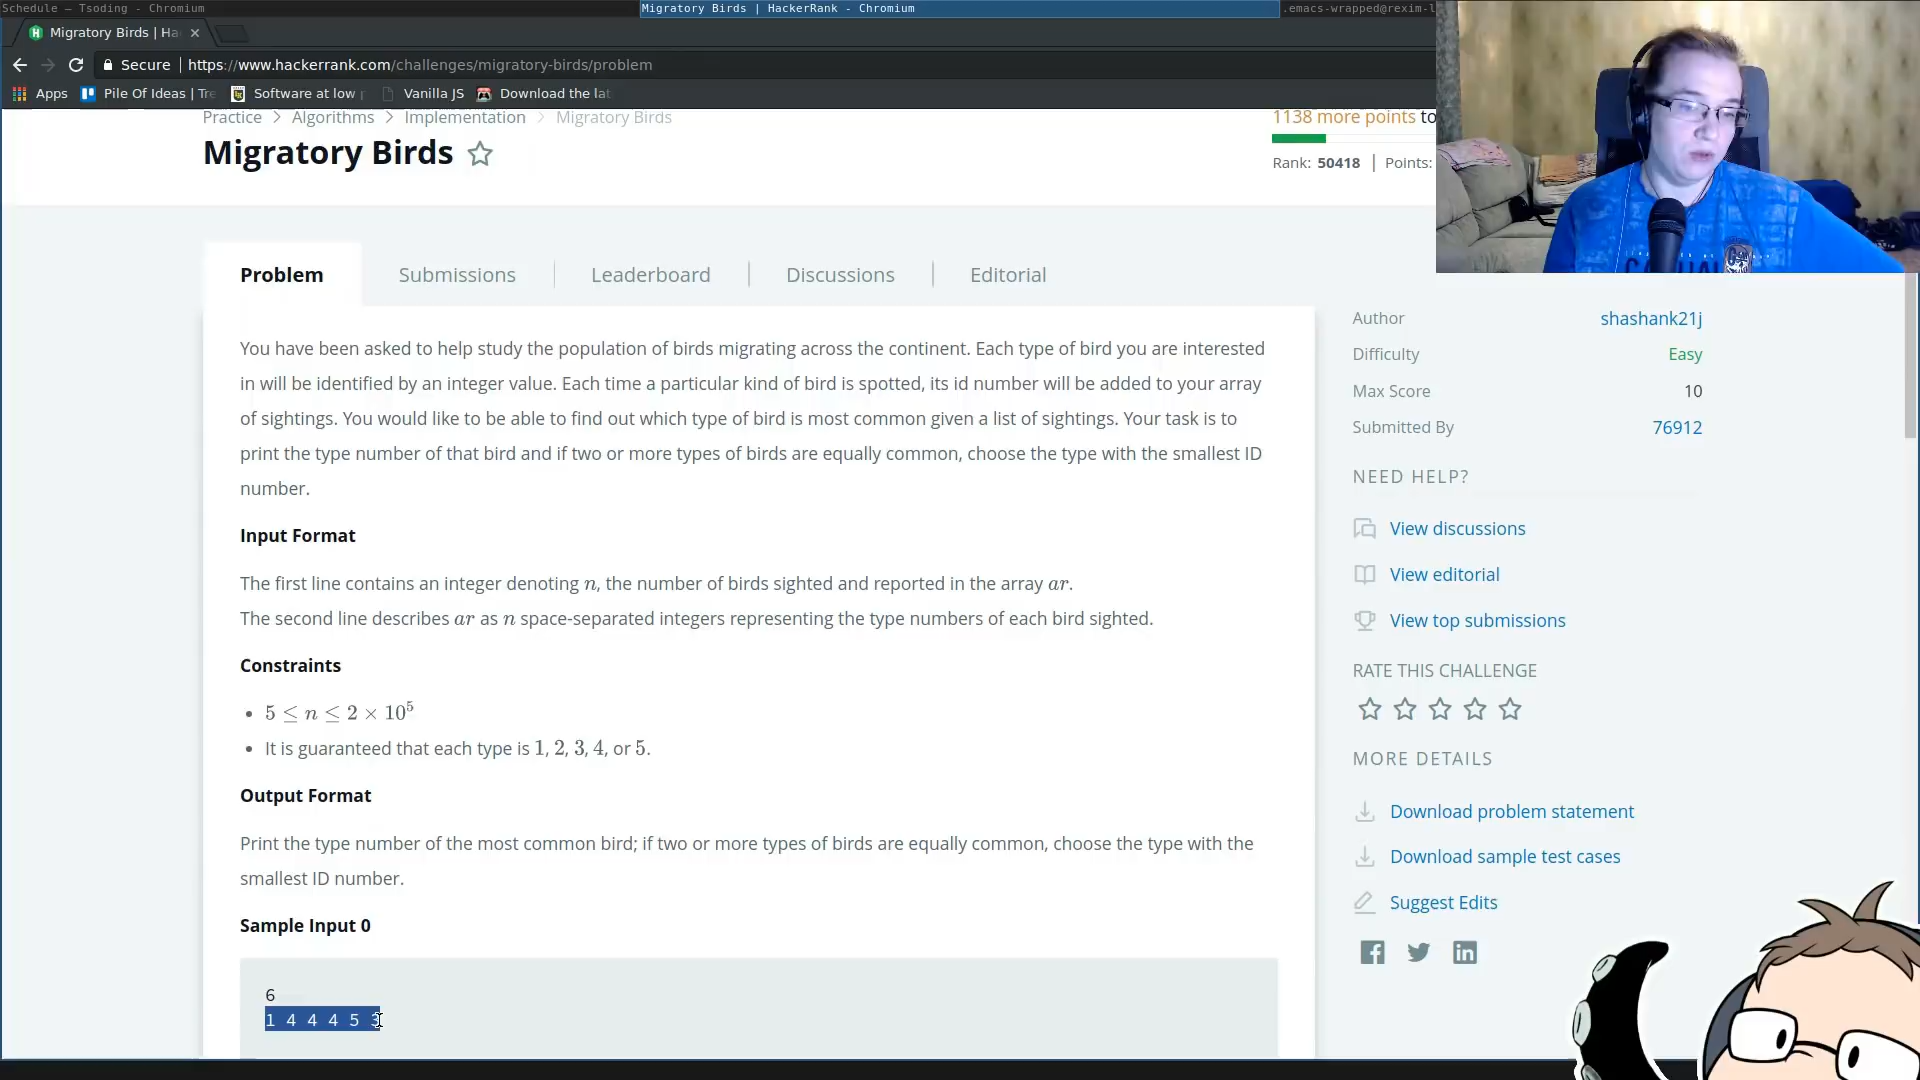 Schedule — Tsoding - Chromium
Migratory Birds | HackerRank - Chromium
.emacs-wrapped@rexim-l
Migratory Birds | Ha
Secure | https://www.hackerrank.com/challenges/migratory-birds/problem
Apps Pile Of Ideas | Tre Software at low Vanilla JS Download the lat
Practice > Algorithms > Implementation > Migratory Birds
1138 more points to
Migratory Birds
Rank: 50418 | Points:
Problem
Submissions
Leaderboard
Discussions
Editorial
You have been asked to help study the population of birds migrating across the continent. Each type of bird you are interested
in will be identified by an integer value. Each time a particular kind of bird is spotted, its id number will be added to your array
of sightings. You would like to be able to find out which type of bird is most common given a list of sightings. Your task is to
print the type number of that bird and if two or more types of birds are equally common, choose the type with the smallest ID
number.
Input Format
The first line contains an integer denoting n, the number of birds sighted and reported in the array ar.
The second line describes ar as n space-separated integers representing the type numbers of each bird sighted.
Constraints
• 5 ≤ n ≤ 2 × 10⁵
• It is guaranteed that each type is 1, 2, 3, 4, or 5.
Output Format
Print the type number of the most common bird; if two or more types of birds are equally common, choose the type with the
smallest ID number.
Sample Input 0
6
1 4 4 4 5 3
Author shashank21j
Difficulty Easy
Max Score 10
Submitted By 76912
NEED HELP?
View discussions
View editorial
View top submissions
RATE THIS CHALLENGE
MORE DETAILS
Download problem statement
Download sample test cases
Suggest Edits